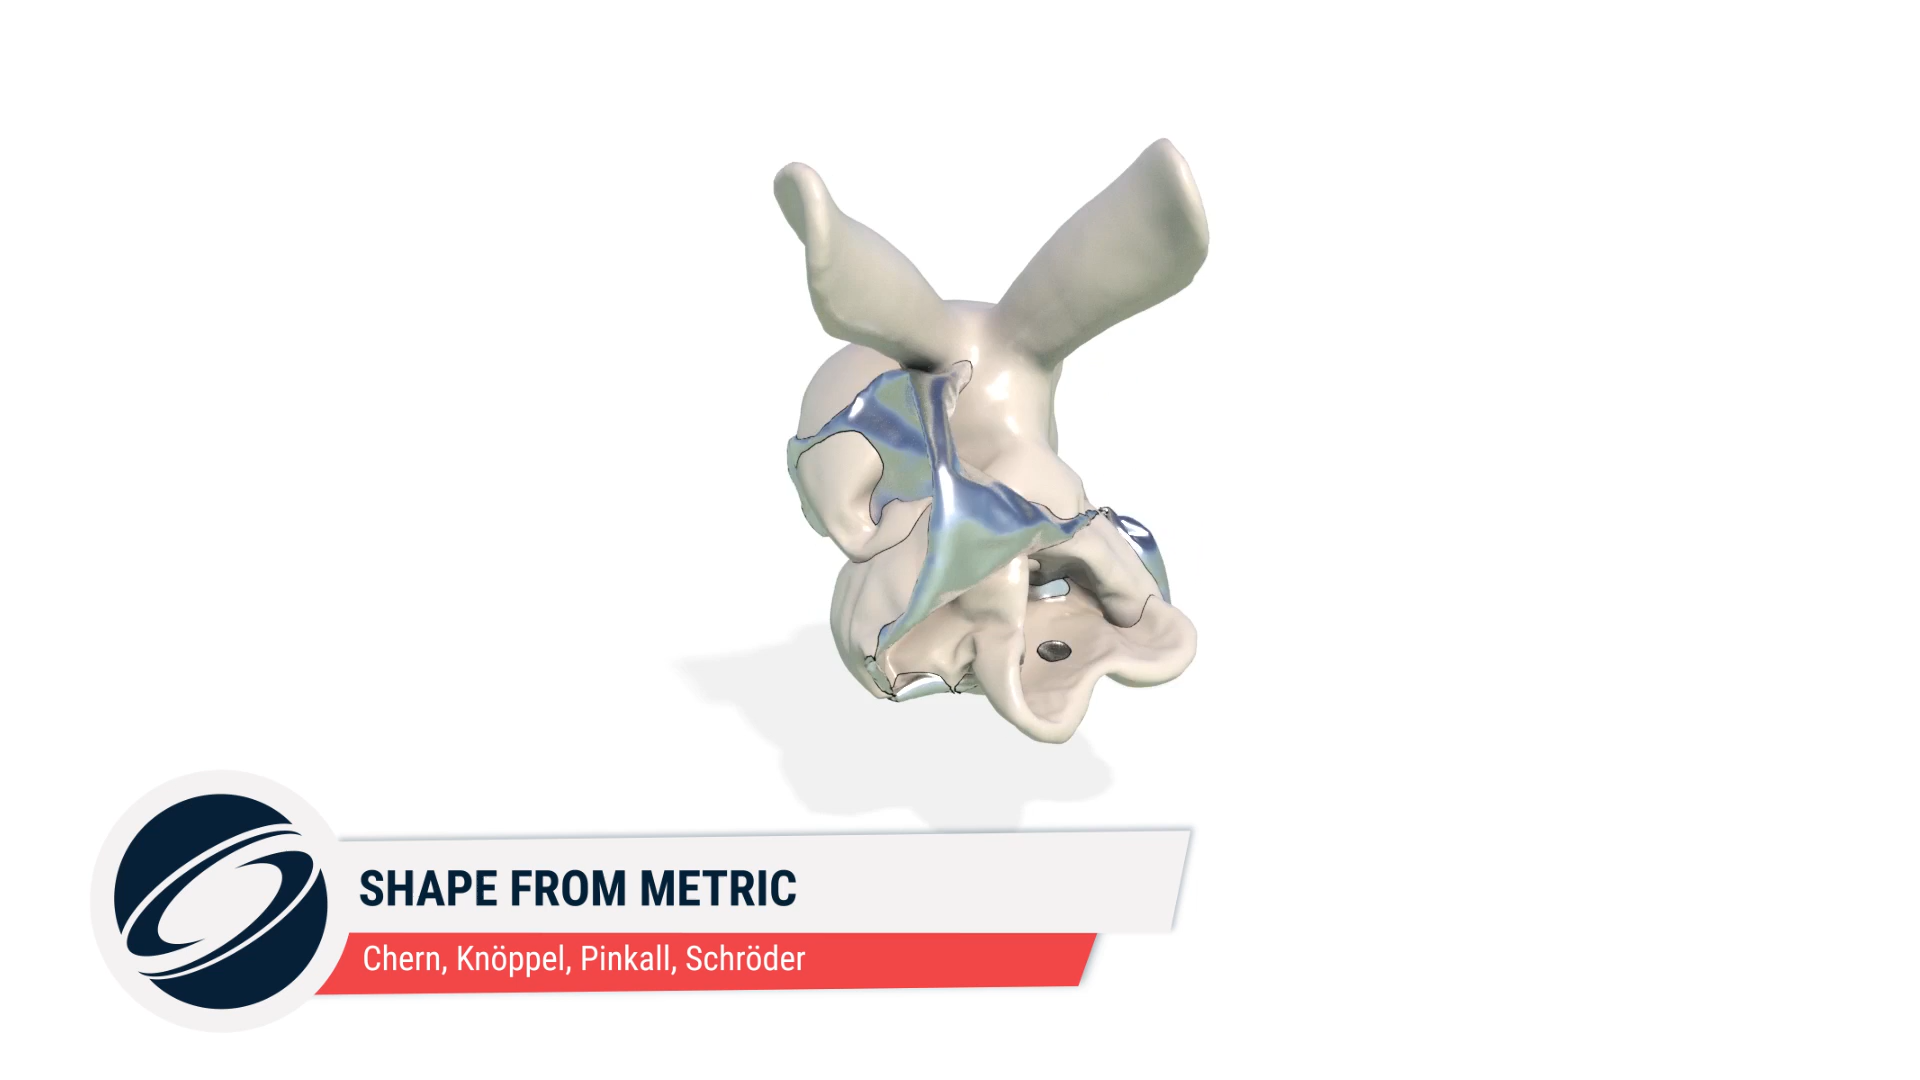 SHAPE FROM METRIC
Chern, Knöppel, Pinkall, Schröder